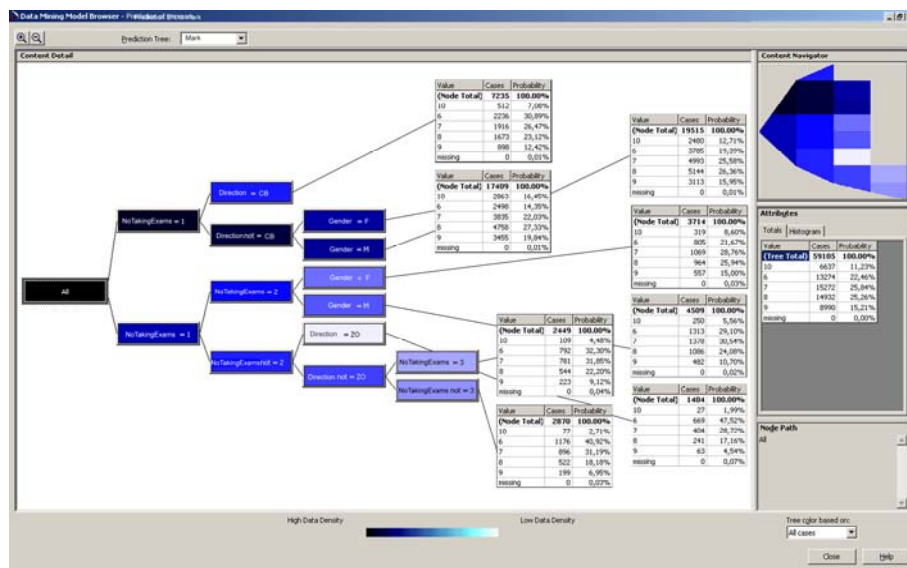 Data Mining Model Browser -
Prediction Tree: Mark
Content Detail
Content Navigator
All
NoTakingExams = 1
NoTakingExams = 1
Direction = CB
Direction not = CB
NoTakingExams = 2
NoTakingExams not = 2
Gender = F
Gender = M
Gender = F
Gender = M
Direction = ZO
Direction not = ZO
NoTakingExams = 3
NoTakingExams not = 3
Value Cases Probability
(Node Total) 7235 100.00%
10 512 7,08%
6 2236 30,89%
7 1916 26,47%
8 1673 23,12%
9 898 12,42%
missing 0 0,01%
Value Cases Probability
(Node Total) 17409 100.00%
10 2863 16,45%
6 2498 14,35%
7 3835 22,03%
8 4758 27,33%
9 3455 19,84%
missing 0 0,01%
Value Cases Probability
(Node Total) 19515 100.00%
10 2480 12,71%
6 3785 19,39%
7 4993 25,58%
8 5144 26,36%
9 3113 15,95%
missing 0 0,01%
Value Cases Probability
(Node Total) 3714 100.00%
10 319 8,60%
6 805 21,67%
7 1069 28,76%
8 964 25,94%
9 557 15,00%
missing 0 0,03%
Value Cases Probability
(Node Total) 2449 100.00%
10 109 4,48%
6 792 32,30%
7 781 31,85%
8 544 22,20%
9 223 9,12%
missing 0 0,04%
Value Cases Probability
(Node Total) 4509 100.00%
10 250 5,56%
6 1313 29,10%
7 1378 30,54%
8 1086 24,08%
9 482 10,70%
missing 0 0,02%
Value Cases Probability
(Node Total) 2870 100.00%
10 77 2,71%
6 1176 40,92%
7 896 31,19%
8 522 18,18%
9 199 6,95%
missing 0 0,03%
Value Cases Probability
(Node Total) 1404 100.00%
10 27 1,99%
6 669 47,52%
7 404 28,72%
8 241 17,16%
9 63 4,54%
missing 0 0,07%
Attributes
Totals Histogram
Value Cases Probability
(Tree Total) 59105 100.00%
10 6637 11,23%
6 13274 22,46%
7 15272 25,84%
8 14932 25,26%
9 8990 15,21%
missing 0 0,00%
Node Path
All
High Data Density Low Data Density
Tree color based on:
All cases
Close Help